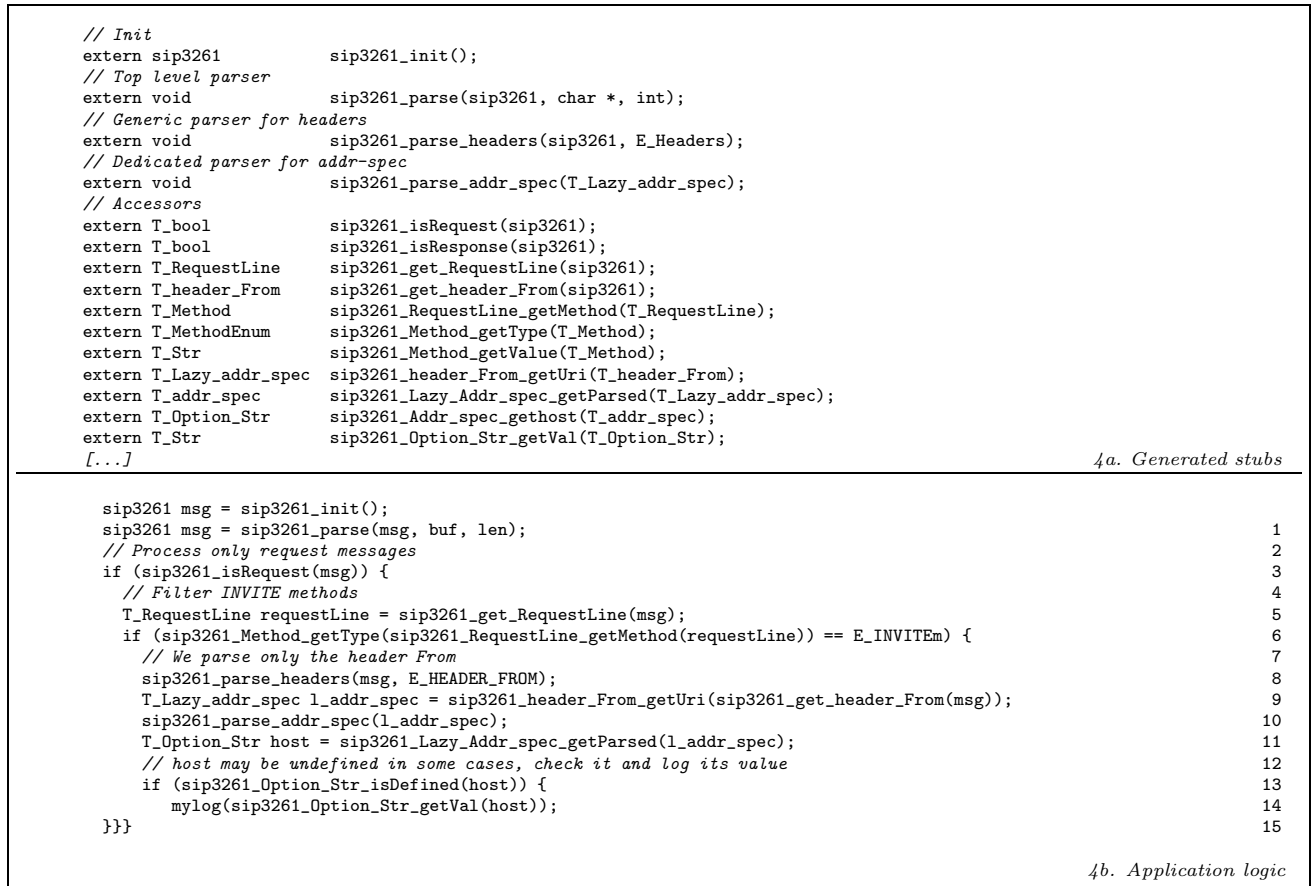 // Init
extern sip3261 sip3261_init();
// Top level parser
extern void sip3261_parse(sip3261, char *, int);
// Generic parser for headers
extern void sip3261_parse_headers(sip3261, E_Headers);
// Dedicated parser for addr-spec
extern void sip3261_parse_addr_spec(T_Lazy_addr_spec);
// Accessors
extern T_bool sip3261_isRequest(sip3261);
extern T_bool sip3261_isResponse(sip3261);
extern T_RequestLine sip3261_get_RequestLine(sip3261);
extern T_header_From sip3261_get_header_From(sip3261);
extern T_Method sip3261_RequestLine_getMethod(T_RequestLine);
extern T_MethodEnum sip3261_Method_getType(T_Method);
extern T_Str sip3261_Method_getValue(T_Method);
extern T_Lazy_addr_spec sip3261_header_From_getUri(T_header_From);
extern T_addr_spec sip3261_Lazy_Addr_spec_getParsed(T_Lazy_addr_spec);
extern T_Option_Str sip3261_Addr_spec_gethost(T_addr_spec);
extern T_Str sip3261_Option_Str_getVal(T_Option_Str);
[...] 4a. Generated stubs
sip3261 msg = sip3261_init();
sip3261 msg = sip3261_parse(msg, buf, len); 1
// Process only request messages 2
if (sip3261_isRequest(msg)) { 3
// Filter INVITE methods 4
T_RequestLine requestLine = sip3261_get_RequestLine(msg); 5
if (sip3261_Method_getType(sip3261_RequestLine_getMethod(requestLine)) == E_INVITEm) { 6
// We parse only the header From 7
sip3261_parse_headers(msg, E_HEADER_FROM); 8
T_Lazy_addr_spec l_addr_spec = sip3261_header_From_getUri(sip3261_get_header_From(msg)); 9
sip3261_parse_addr_spec(l_addr_spec); 10
T_Option_Str host = sip3261_Lazy_Addr_spec_getParsed(l_addr_spec); 11
// host may be undefined in some cases, check it and log its value 12
if (sip3261_Option_Str_isDefined(host)) { 13
mylog(sip3261_Option_Str_getVal(host)); 14
}}} 15
4b. Application logic